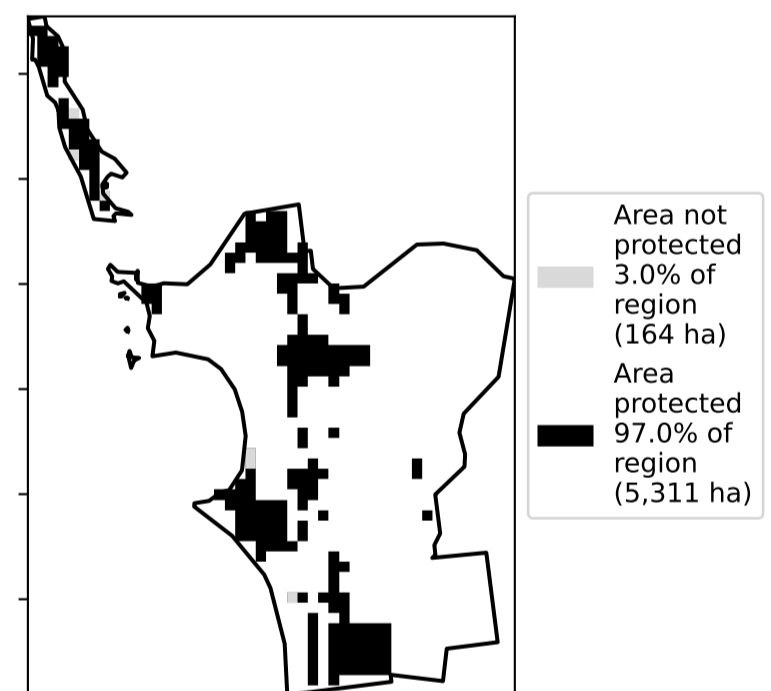 Area not
protected
3.0% of
region
(164 ha)
Area
protected
97.0% of
region
(5,311 ha)